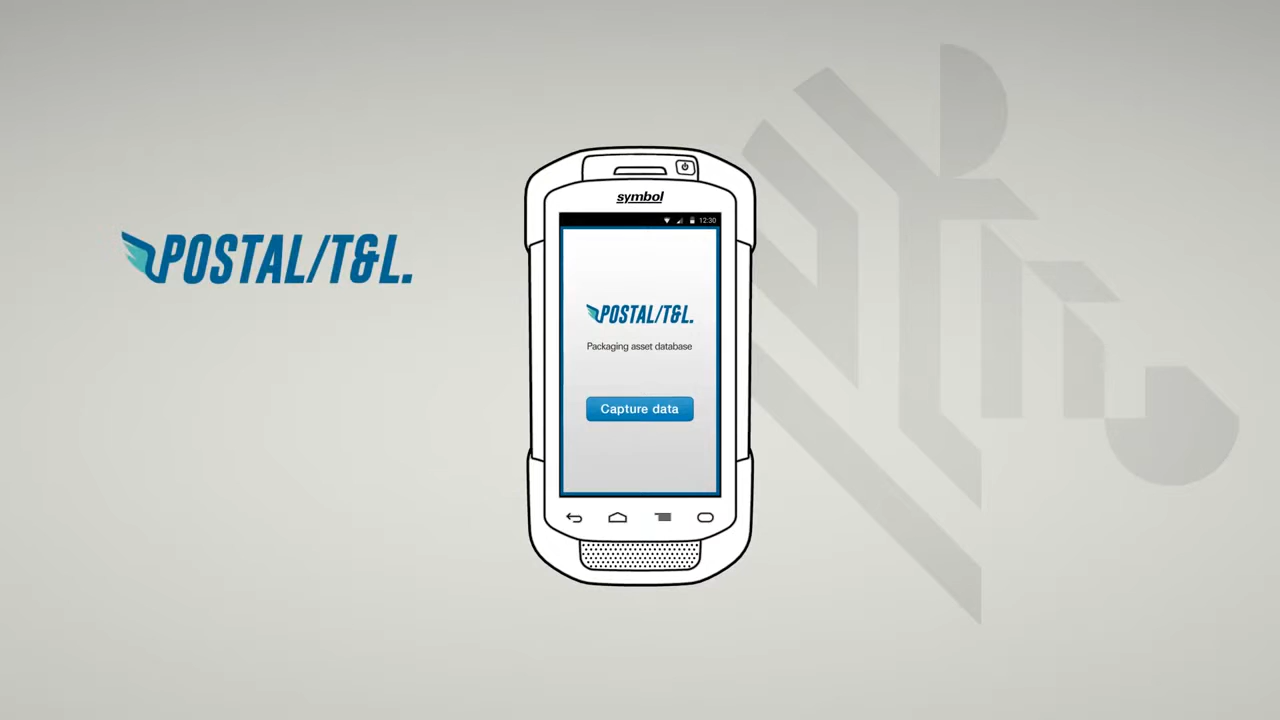 POSTAL/T&L.
symbol
12:30
POSTAL/T&L.
Packaging asset database
Capture data